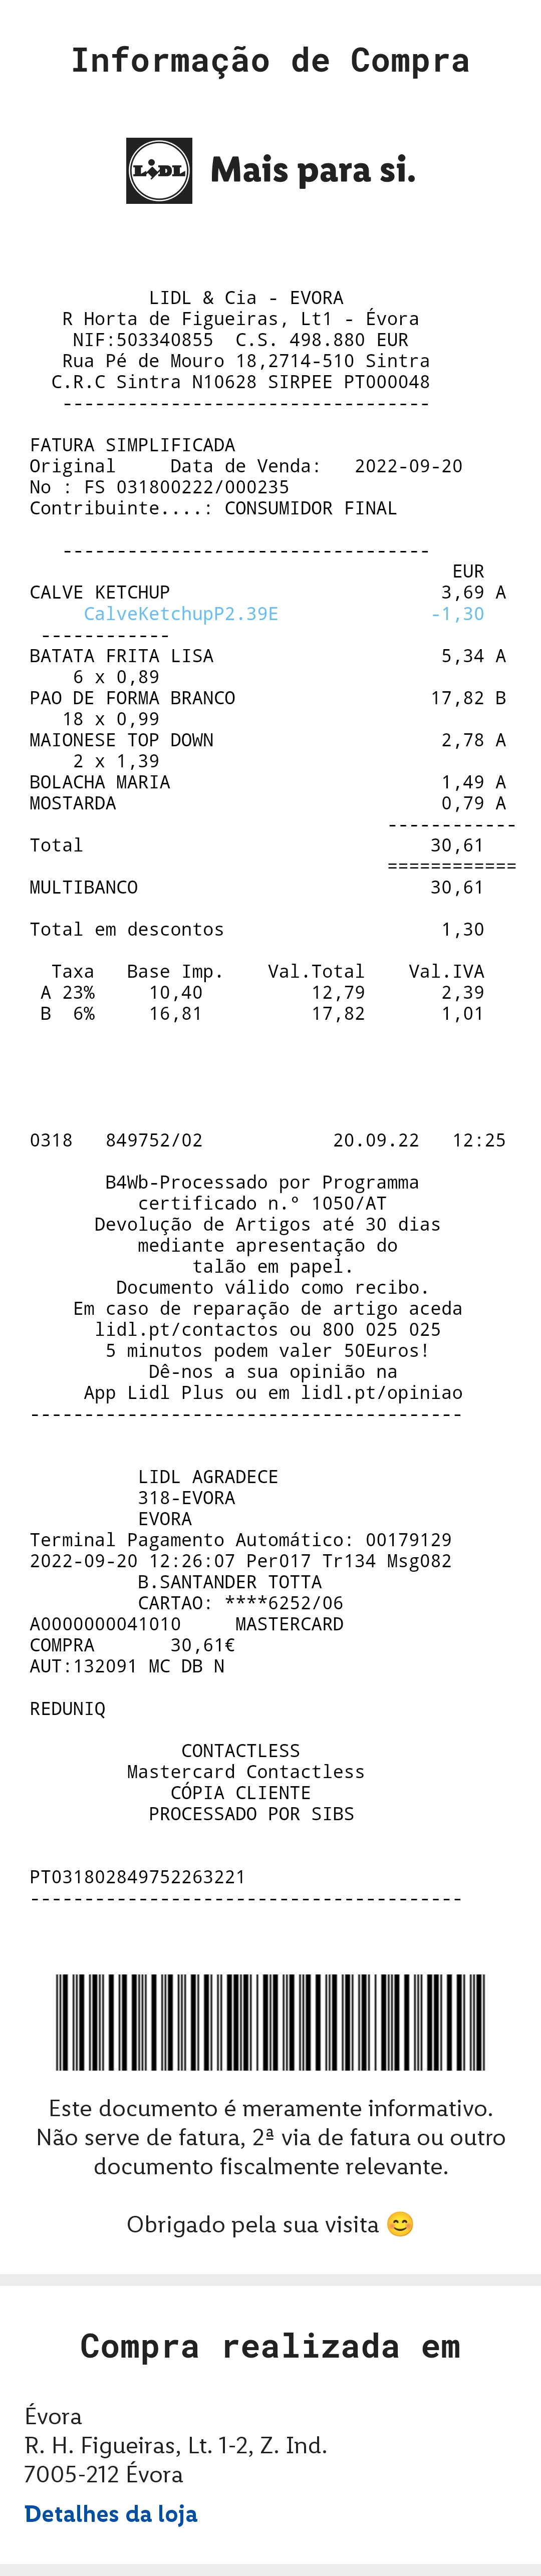 Informação de Compra
LIDL Mais para si.
LIDL & Cia - EVORA
R Horta de Figueiras, Lt1 - Évora
NIF:503340855  C.S. 498.880 EUR
Rua Pé de Mouro 18,2714-510 Sintra
C.R.C Sintra N10628 SIRPEE PT000048
----------------------------------
FATURA SIMPLIFICADA
Original     Data de Venda:   2022-09-20
No : FS 031800222/000235
Contribuinte....: CONSUMIDOR FINAL
----------------------------------
EUR
CALVE KETCHUP                         3,69 A
CalveKetchupP2.39E              -1,30
------------
BATATA FRITA LISA                     5,34 A
6 x 0,89
PAO DE FORMA BRANCO                  17,82 B
18 x 0,99
MAIONESE TOP DOWN                     2,78 A
2 x 1,39
BOLACHA MARIA                         1,49 A
MOSTARDA                              0,79 A
------------
Total                                30,61
============
MULTIBANCO                           30,61
Total em descontos                    1,30
Taxa   Base Imp.    Val.Total    Val.IVA
A 23%     10,40          12,79       2,39
B  6%     16,81          17,82       1,01
0318   849752/02            20.09.22   12:25
B4Wb-Processado por Programma
certificado n.º 1050/AT
Devolução de Artigos até 30 dias
mediante apresentação do
talão em papel.
Documento válido como recibo.
Em caso de reparação de artigo aceda
lidl.pt/contactos ou 800 025 025
5 minutos podem valer 50Euros!
Dê-nos a sua opinião na
App Lidl Plus ou em lidl.pt/opiniao
----------------------------------------
LIDL AGRADECE
318-EVORA
EVORA
Terminal Pagamento Automático: 00179129
2022-09-20 12:26:07 Per017 Tr134 Msg082
B.SANTANDER TOTTA
CARTAO: ****6252/06
A0000000041010     MASTERCARD
COMPRA       30,61€
AUT:132091 MC DB N
REDUNIQ
CONTACTLESS
Mastercard Contactless
CÓPIA CLIENTE
PROCESSADO POR SIBS
PT031802849752263221
----------------------------------------
Este documento é meramente informativo.
Não serve de fatura, 2ª via de fatura ou outro
documento fiscalmente relevante.
Obrigado pela sua visita 😊
Compra realizada em
Évora
R. H. Figueiras, Lt. 1-2, Z. Ind.
7005-212 Évora
Detalhes da loja